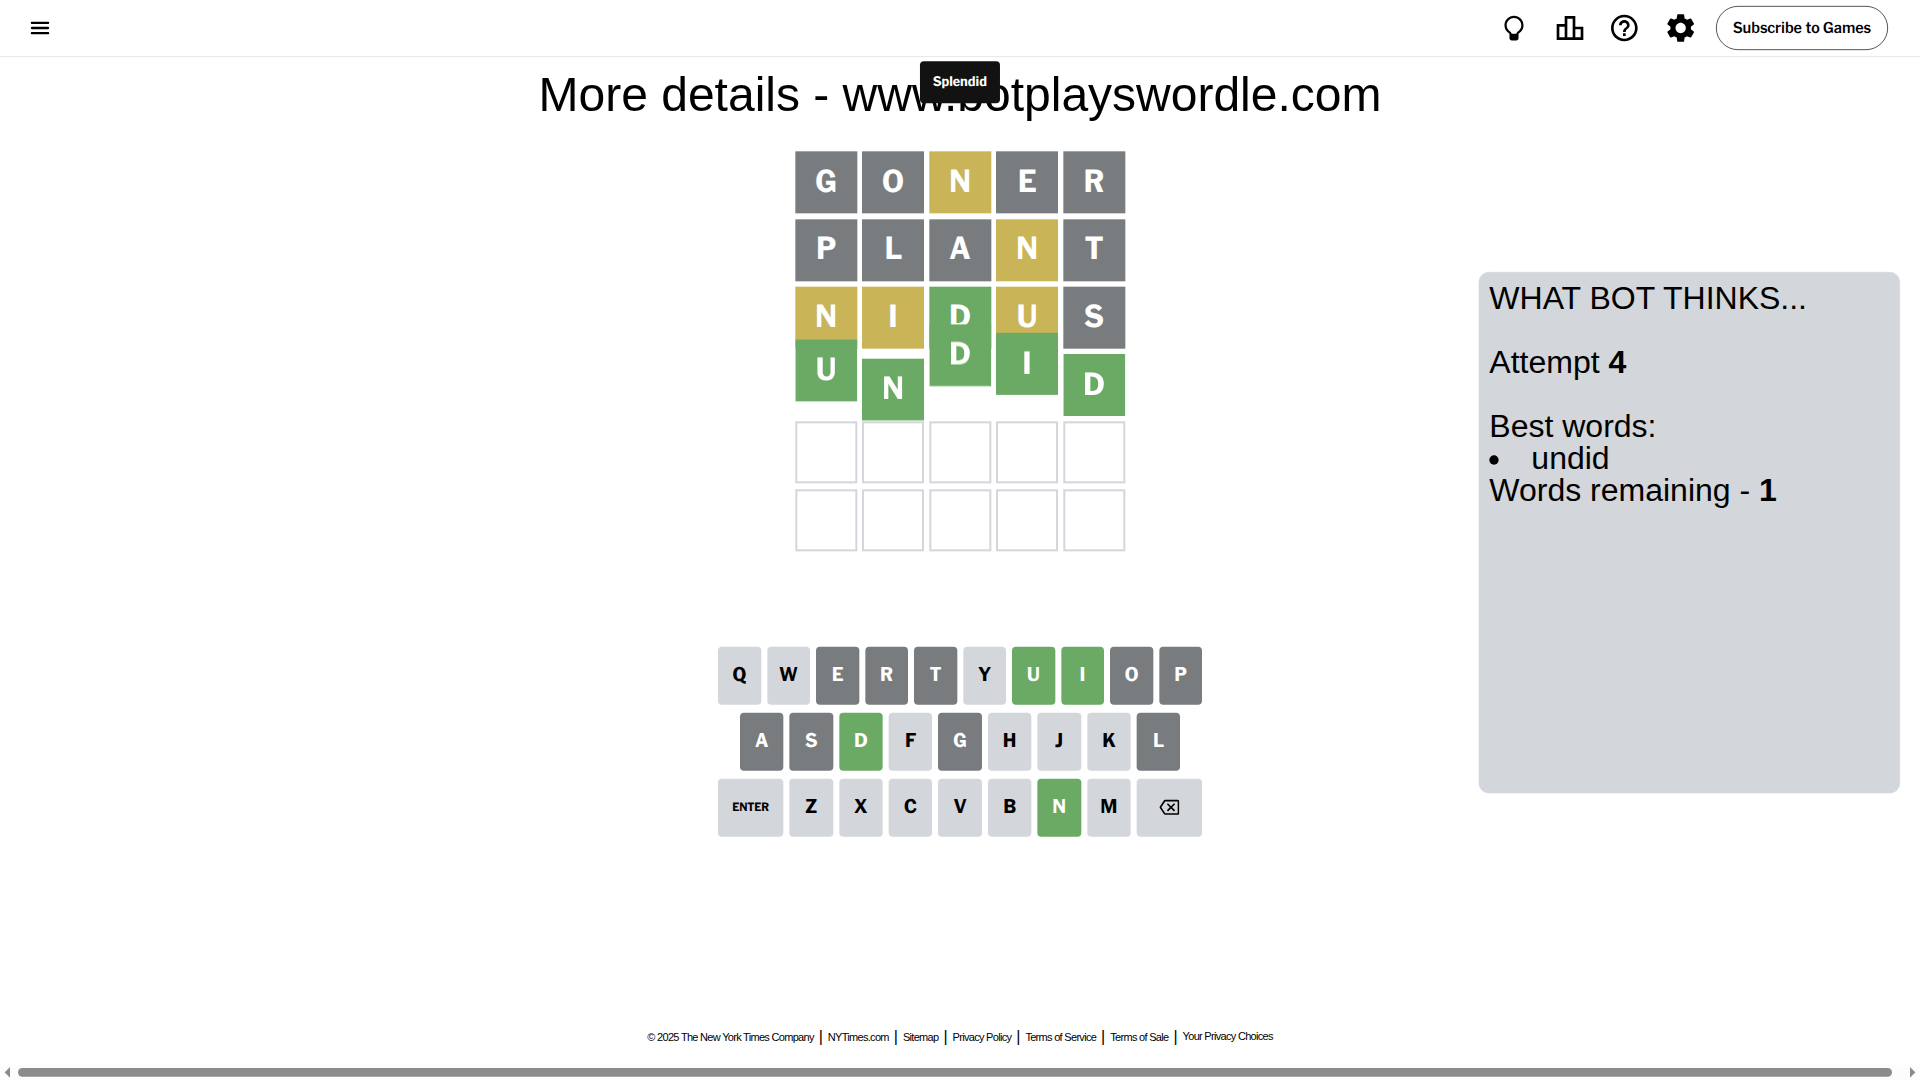 Subscribe to Games
Splendid
More details - www.botplayswordle.com
G O N E R
P L A N T
N I D U S
U N D I D
WHAT BOT THINKS...
Attempt 4
Best words:
• undid
Words remaining - 1
Q W E R T Y U I O P
A S D F G H J K L
ENTER Z X C V B N M
© 2025 The New York Times Company | NYTimes.com | Sitemap | Privacy Policy | Terms of Service | Terms of Sale | Your Privacy Choices